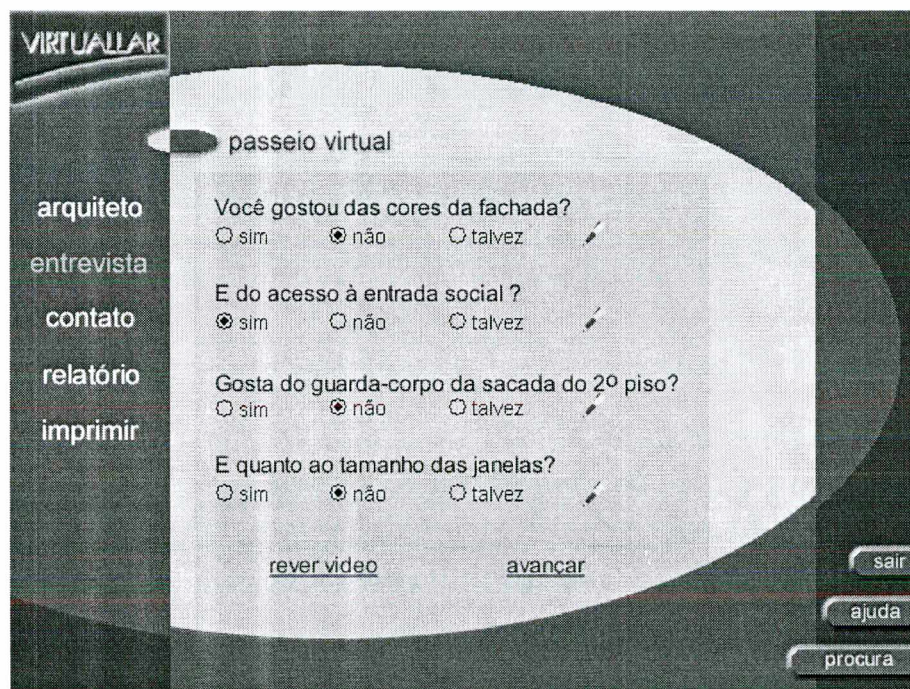 VIRTUALLAR
passeio virtual
arquiteto
entrevista
contato
relatório
imprimir
Você gostou das cores da fachada?
sim não talvez
E do acesso à entrada social ?
sim não talvez
Gosta do guarda-corpo da sacada do 2º piso?
sim não talvez
E quanto ao tamanho das janelas?
sim não talvez
rever video avançar
sair
ajuda
procura